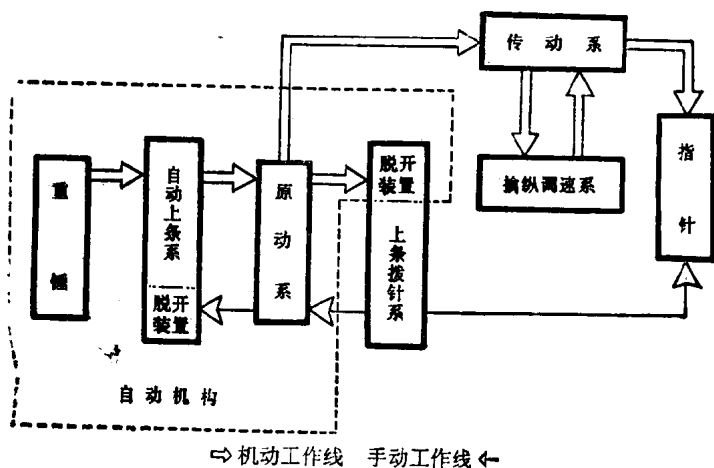 传动系
重锤
自动上条系
脱开
装置
原动系
脱开
装置
上条拨针系
擒纵调速系
指针
自动机构
⇨机动工作线 手动工作线←